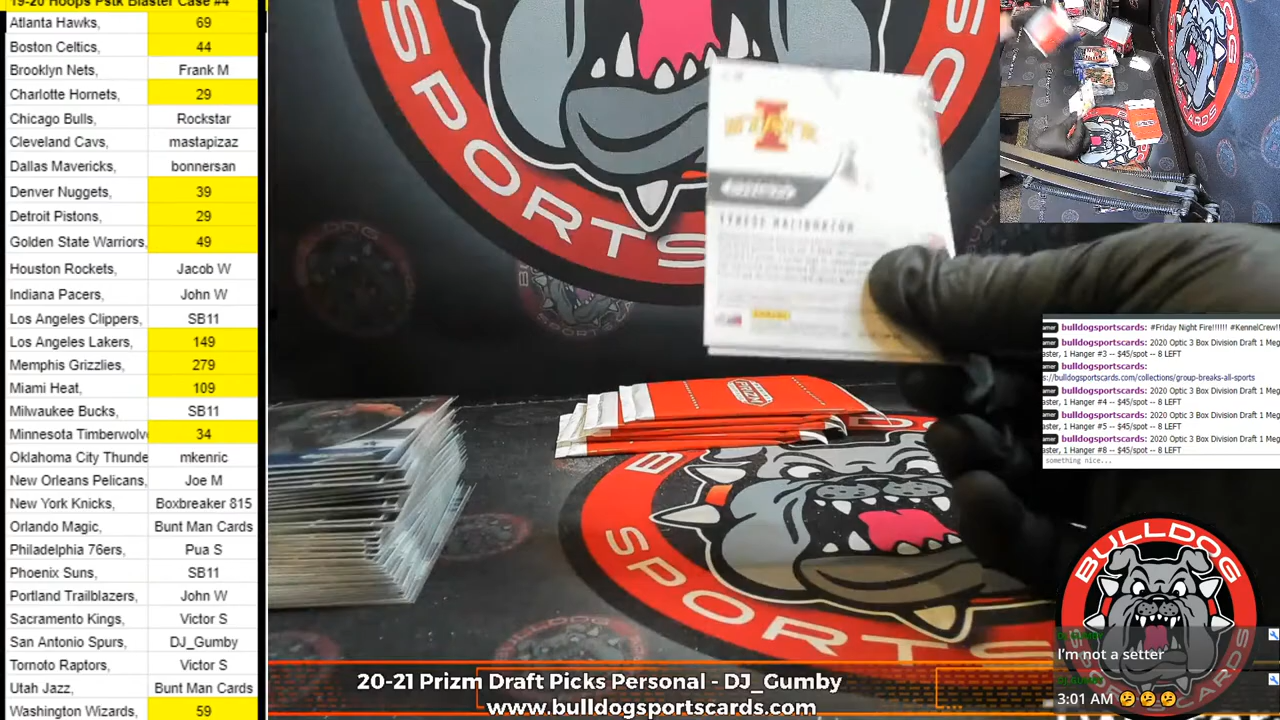 19-20 Hoops Pstk Blaster Case #4
Atlanta Hawks, 69
Boston Celtics, 44
Brooklyn Nets, Frank M
Charlotte Hornets, 29
Chicago Bulls, Rockstar
Cleveland Cavs, mastapizaz
Dallas Mavericks, bonnersan
Denver Nuggets, 39
Detroit Pistons, 29
Golden State Warriors, 49
Houston Rockets, Jacob W
Indiana Pacers, John W
Los Angeles Clippers, SB11
Los Angeles Lakers, 149
Memphis Grizzlies, 279
Miami Heat, 109
Milwaukee Bucks, SB11
Minnesota Timberwolv 34
Oklahoma City Thunde mkenric
New Orleans Pelicans, Joe M
New York Knicks, Boxbreaker 815
Orlando Magic, Bunt Man Cards
Philadelphia 76ers, Pua S
Phoenix Suns, SB11
Portland Trailblazers, John W
Sacramento Kings, Victor S
San Antonio Spurs, DJ_Gumby
Tornoto Raptors, Victor S
Utah Jazz, Bunt Man Cards
Washington Wizards, 59
SPORTS
STATE
PRIZM
SPORTS
bulldogsportscards: #Friday Night Fire!!!!!! #KennelCrew!!
bulldogsportscards: 2020 Optic 3 Box Division Draft 1 Meg
aster, 1 Hanger #3 -- $45/spot -- 8 LEFT
bulldogsportscards:
s://bulldogsportscards.com/collections/group-breaks-all-sports
bulldogsportscards: 2020 Optic 3 Box Division Draft 1 Meg
aster, 1 Hanger #4 -- $45/spot -- 8 LEFT
bulldogsportscards: 2020 Optic 3 Box Division Draft 1 Meg
aster, 1 Hanger #5 -- $45/spot -- 8 LEFT
bulldogsportscards: 2020 Optic 3 Box Division Draft 1 Meg
aster, 1 Hanger #8 -- $45/spot -- 8 LEFT
something nice...
BULLDOG
I'm not a setter
3:01 AM 🤔🤔🤔
20-21 Prizm Draft Picks Personal - DJ_Gumby
www.bulldogsportscards.com